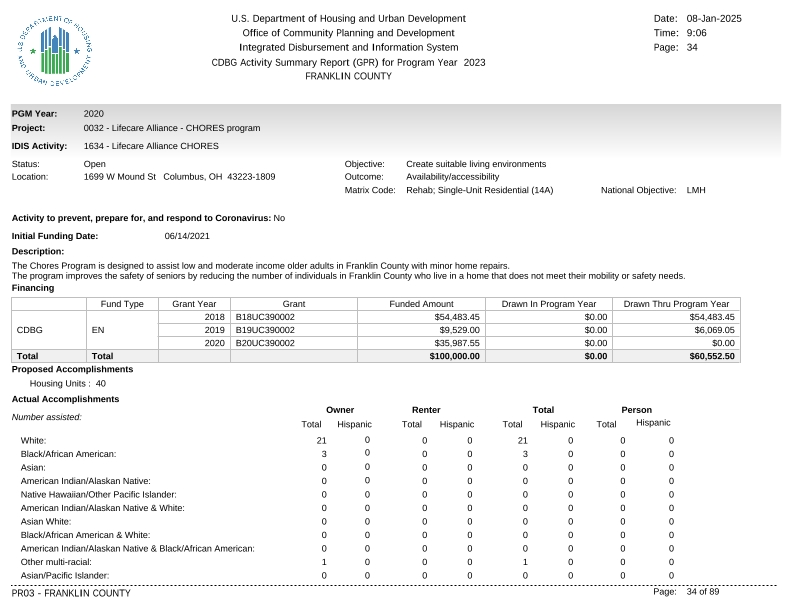 U.S. DEPARTMENT OF HOUSING AND URBAN DEVELOPMENT
U.S. Department of Housing and Urban Development
Office of Community Planning and Development
Integrated Disbursement and Information System
CDBG Activity Summary Report (GPR) for Program Year 2023
FRANKLIN COUNTY
Date: 08-Jan-2025
Time: 9:06
Page: 34
PGM Year: 2020
Project: 0032 - Lifecare Alliance - CHORES program
IDIS Activity: 1634 - Lifecare Alliance CHORES
Status: Open Objective: Create suitable living environments
Location: 1699 W Mound St Columbus, OH 43223-1809 Outcome: Availability/accessibility
Matrix Code: Rehab; Single-Unit Residential (14A) National Objective: LMH
Activity to prevent, prepare for, and respond to Coronavirus: No
Initial Funding Date: 06/14/2021
Description:
The Chores Program is designed to assist low and moderate income older adults in Franklin County with minor home repairs.
The program improves the safety of seniors by reducing the number of individuals in Franklin County who live in a home that does not meet their mobility or safety needs.
Financing
Fund Type Grant Year Grant Funded Amount Drawn In Program Year Drawn Thru Program Year
2018 B18UC390002 $54,483.45 $0.00 $54,483.45
CDBG EN 2019 B19UC390002 $9,529.00 $0.00 $6,069.05
2020 B20UC390002 $35,987.55 $0.00 $0.00
Total Total $100,000.00 $0.00 $60,552.50
Proposed Accomplishments
Housing Units : 40
Actual Accomplishments
Owner Renter Total Person
Number assisted: Total Hispanic Total Hispanic Total Hispanic Total Hispanic
White: 21 0 0 0 21 0 0 0
Black/African American: 3 0 0 0 3 0 0 0
Asian: 0 0 0 0 0 0 0 0
American Indian/Alaskan Native: 0 0 0 0 0 0 0 0
Native Hawaiian/Other Pacific Islander: 0 0 0 0 0 0 0 0
American Indian/Alaskan Native & White: 0 0 0 0 0 0 0 0
Asian White: 0 0 0 0 0 0 0 0
Black/African American & White: 0 0 0 0 0 0 0 0
American Indian/Alaskan Native & Black/African American: 0 0 0 0 0 0 0 0
Other multi-racial: 1 0 0 0 1 0 0 0
Asian/Pacific Islander: 0 0 0 0 0 0 0 0
PR03 - FRANKLIN COUNTY Page: 34 of 89